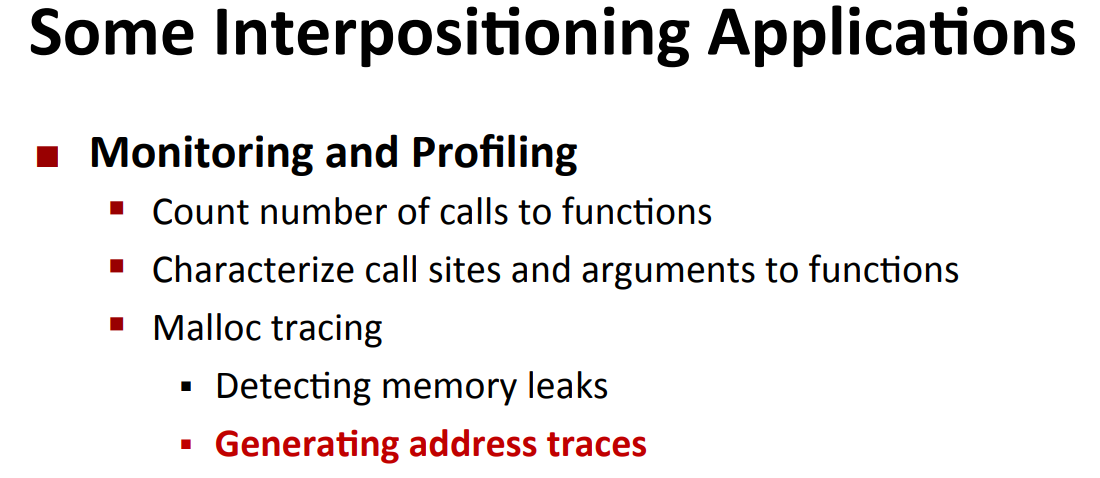 Some Interpositioning Applications
Monitoring and Profiling
Count number of calls to functions
Characterize call sites and arguments to functions
Malloc tracing
Detecting memory leaks
Generating address traces